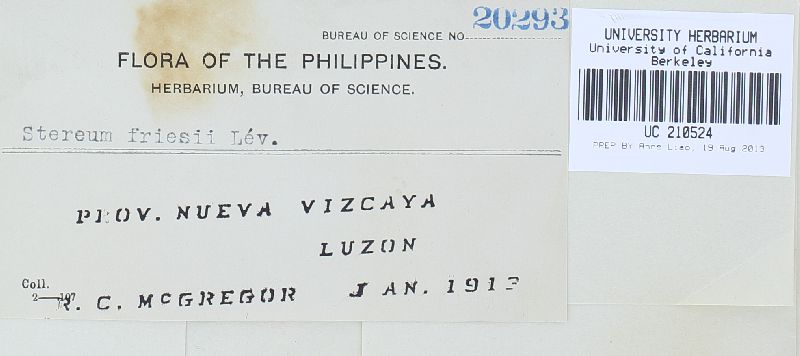 BUREAU OF SCIENCE NO. 20293
FLORA OF THE PHILIPPINES.
HERBARIUM, BUREAU OF SCIENCE.
Stereum friesii Lév.
PROV. NUEVA VIZCAYA
LUZON
Coll.
R. C. McGREGOR JAN. 1913
UNIVERSITY HERBARIUM
University of California
Berkeley
UC 210524
PREP BY Liao, 19 Aug 2013